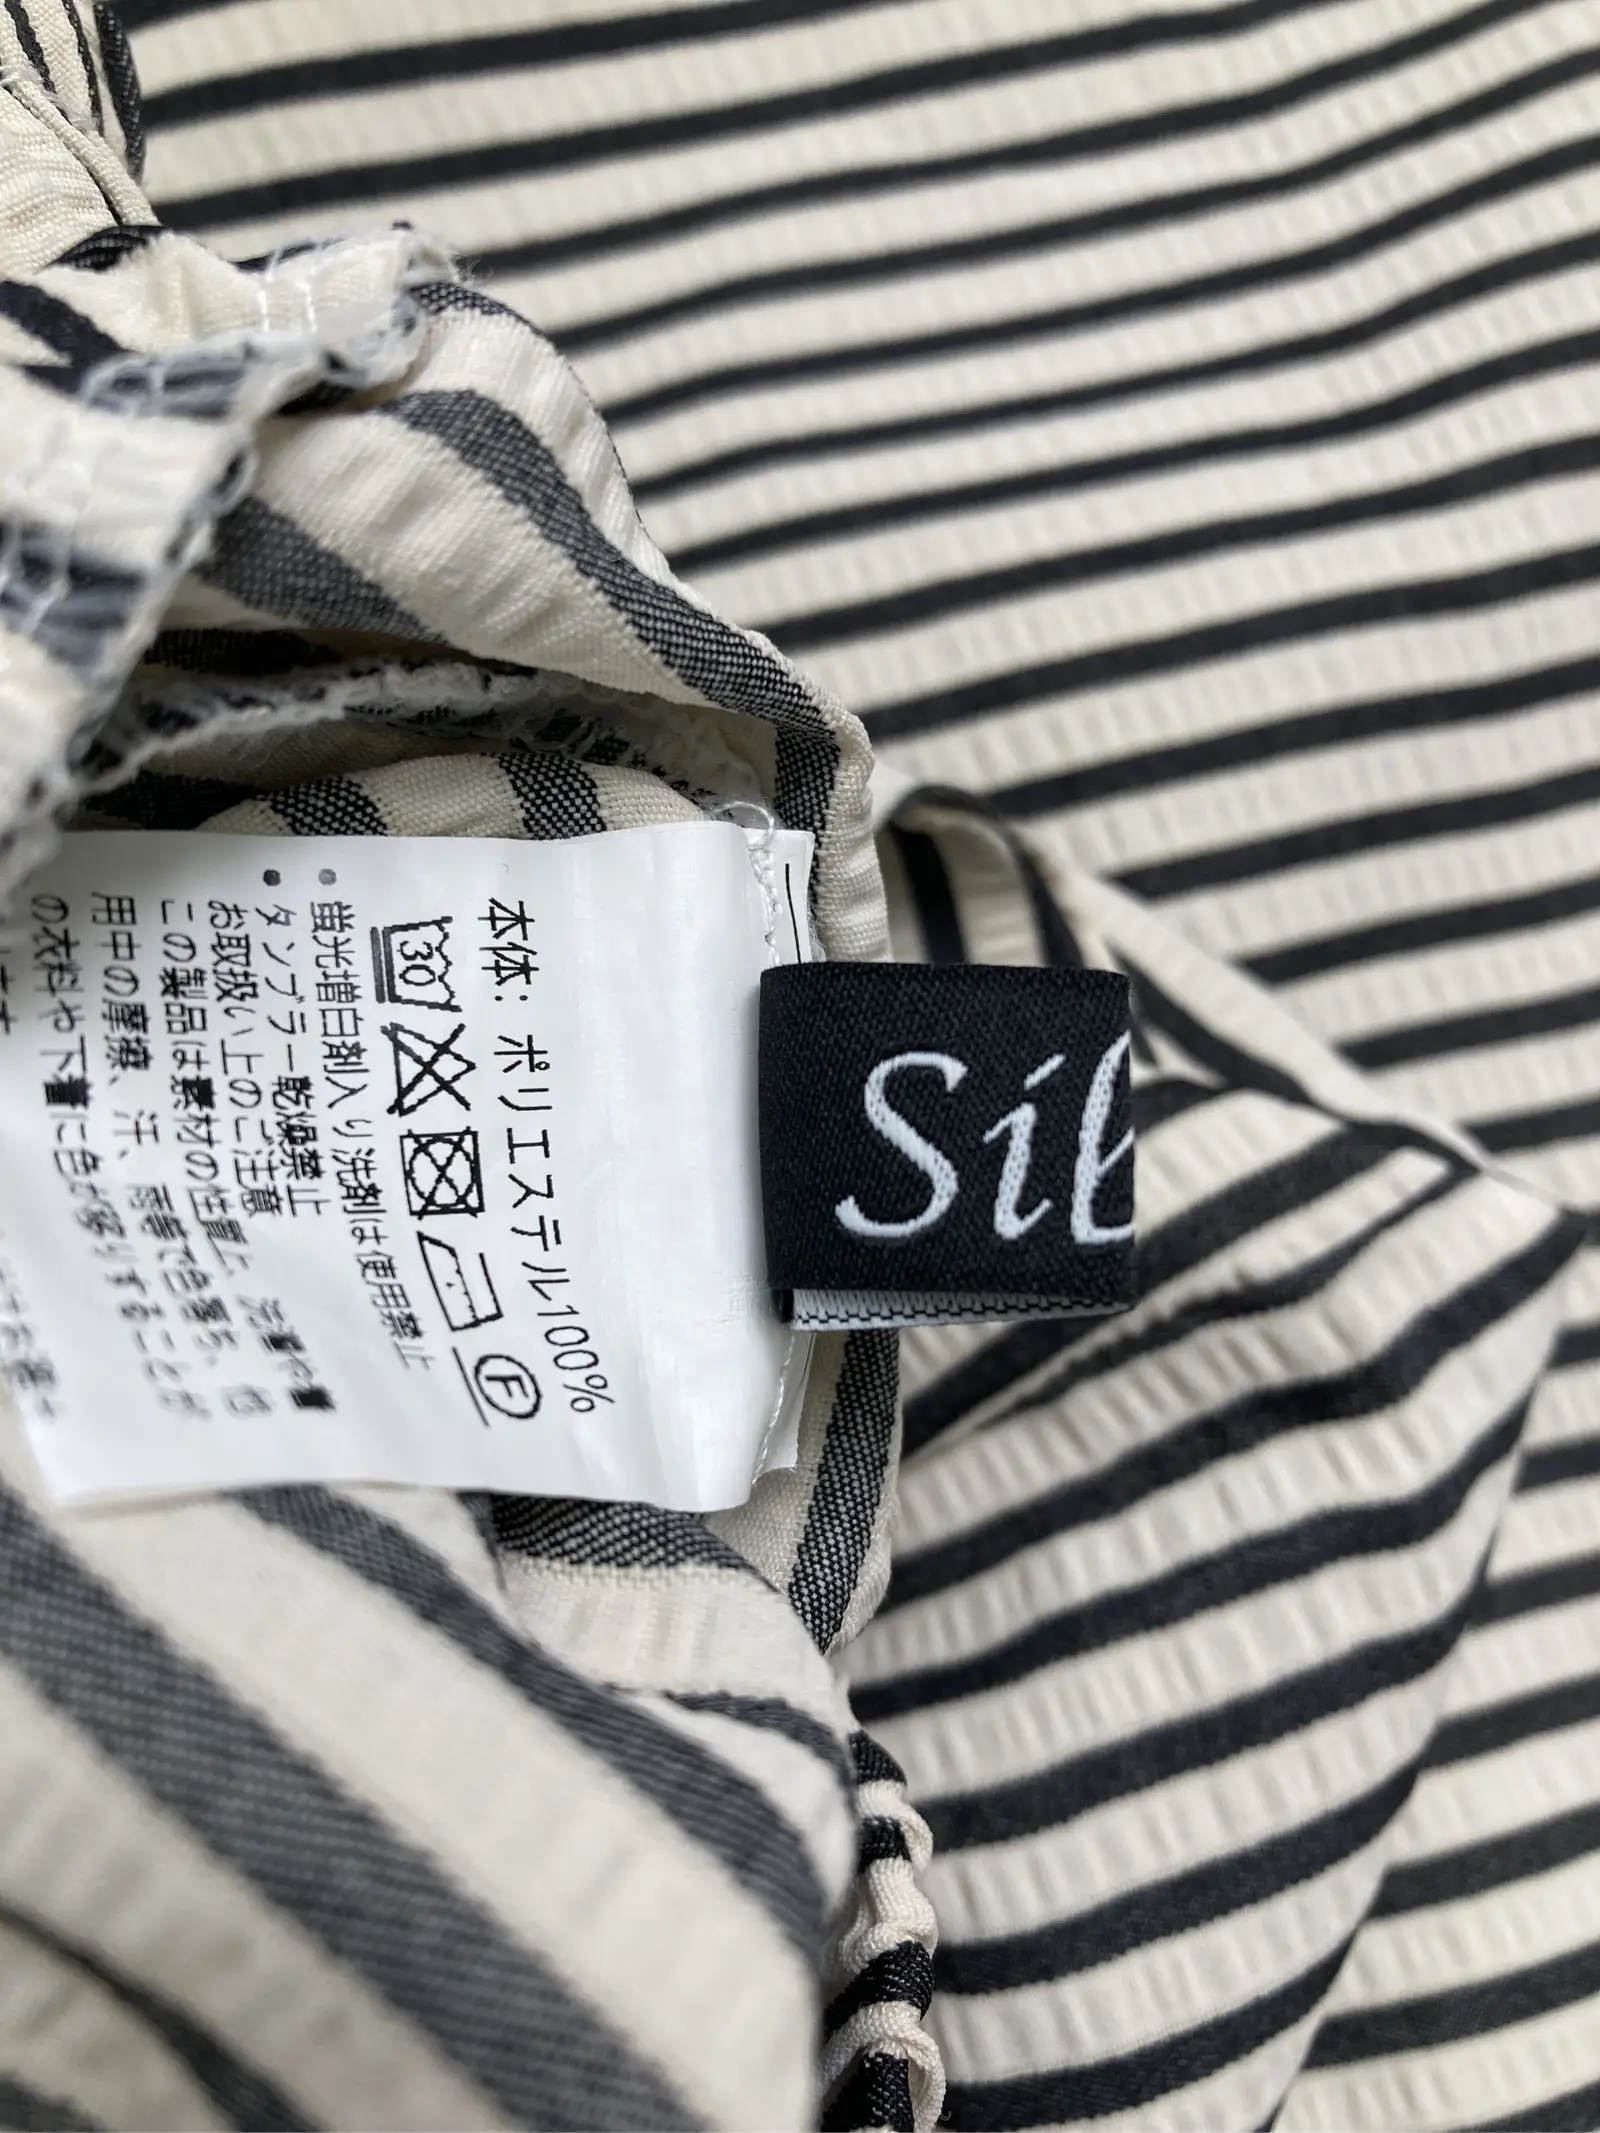 Sil
本体: ポリエステル100%
30
F
蛍光増白剤入り洗剤は使用禁止
タンブラー乾燥禁止
お取扱い上のご注意
この製品は素材の性質上、
用中の摩擦、汗、雨等で色落ち、他
の衣料や下着に色が移りすることが